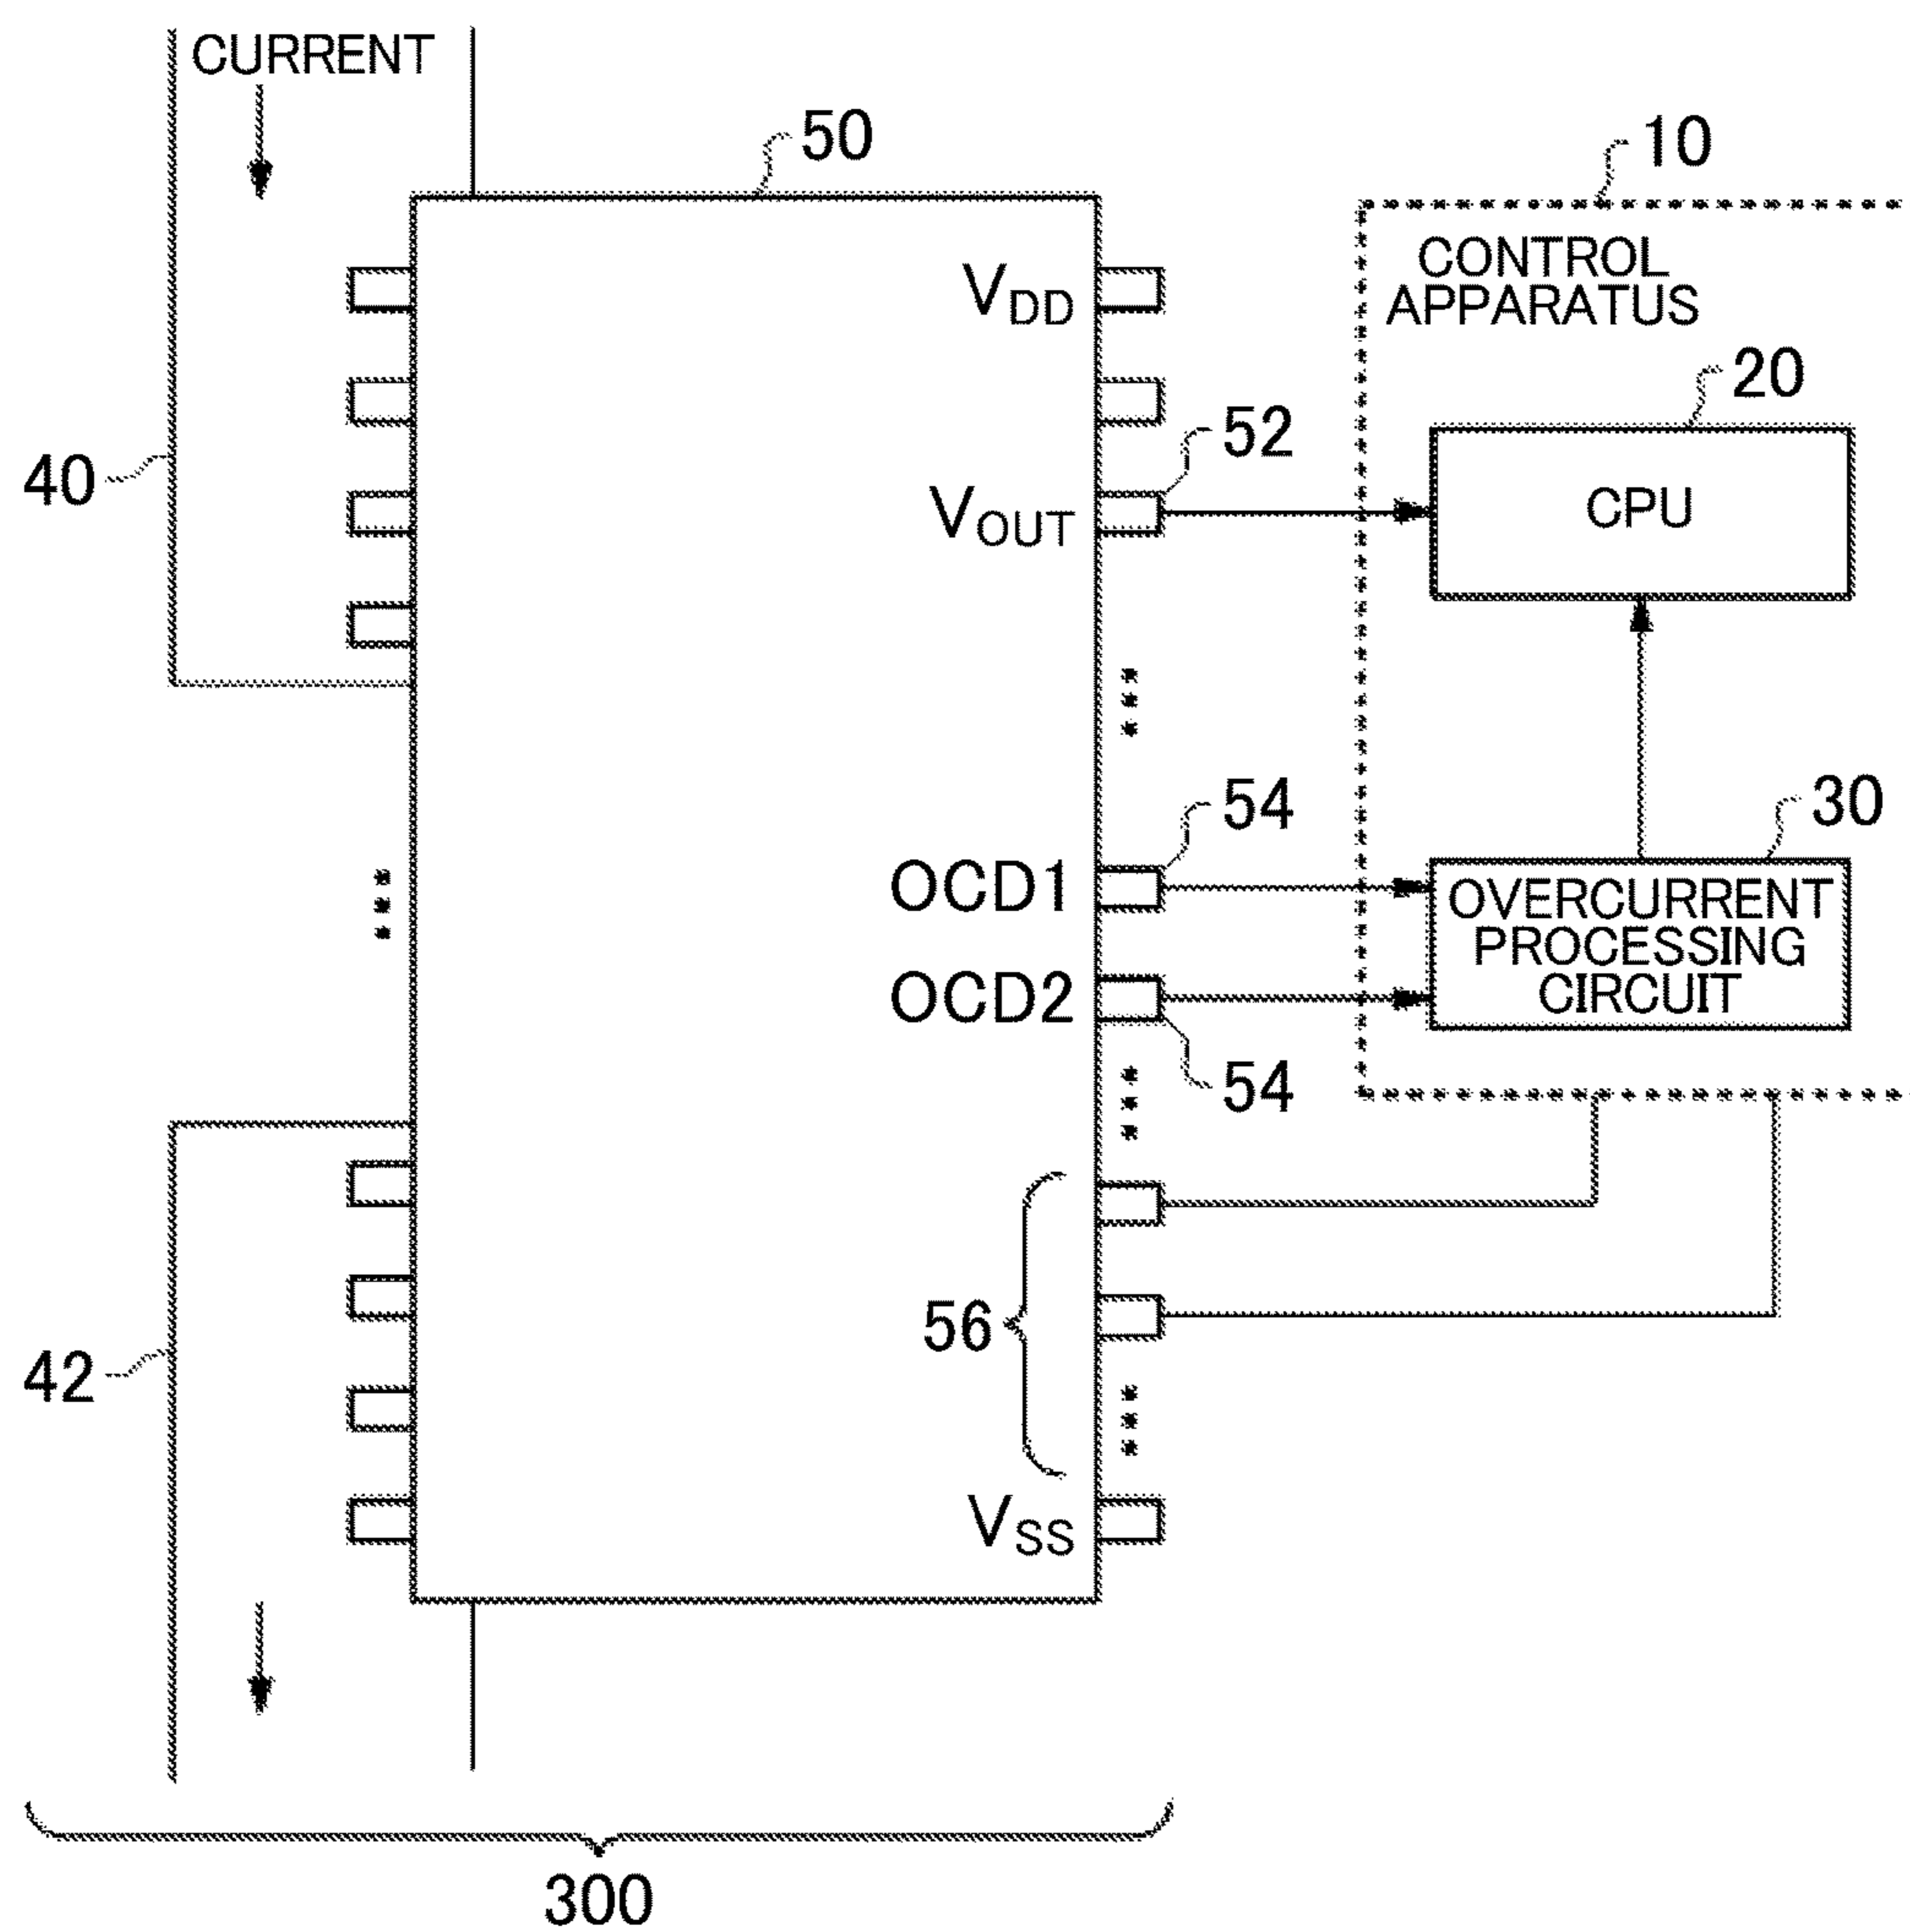 CURRENT
50
10
CONTROL
APPARATUS
VDD
20
52
40
CPU
VOUT
54
30
OCD1
OVERCURRENT
PROCESSING
CIRCUIT
OCD2
54
56
42
VSS
300